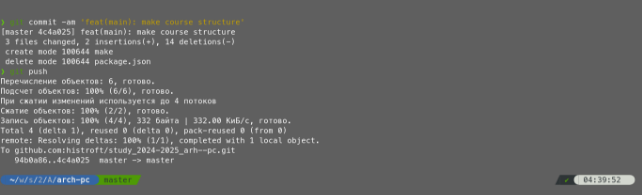 ❯ git commit -am "feat(main): make course structure"
[master 4c4a025] feat(main): make course structure
 3 files changed, 2 insertions(+), 14 deletions(-)
 create mode 100644 make
 delete mode 100644 package.json
❯ git push
Перечисление объектов: 6, готово.
Подсчет объектов: 100% (6/6), готово.
При сжатии изменений используется до 4 потоков
Сжатие объектов: 100% (2/2), готово.
Запись объектов: 100% (4/4), 332 байта | 332.00 КиБ/с, готово.
Total 4 (delta 1), reused 0 (delta 0), pack-reused 0 (from 0)
remote: Resolving deltas: 100% (1/1), completed with 1 local object.
To github.com:histroft/study_2024-2025_arh--pc.git
   94b0a86..4c4a025  master -> master
~/w/s/2/А/arch-pc master ✔ 04:39:52